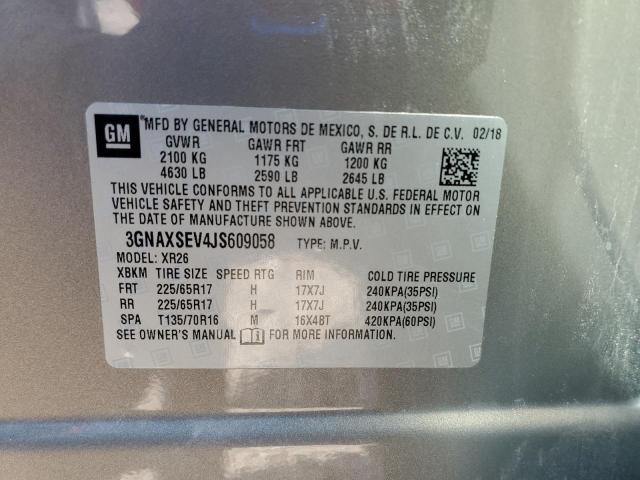 GM ®MFD BY GENERAL MOTORS DE MEXICO, S. DE R.L. DE C.V. 02/18
GVWR GAWR FRT GAWR RR
2100 KG 1175 KG 1200 KG
4630 LB 2590 LB 2645 LB
THIS VEHICLE CONFORMS TO ALL APPLICABLE U.S. FEDERAL MOTOR
VEHICLE SAFETY AND THEFT PREVENTION STANDARDS IN EFFECT ON
THE DATE OF MANUFACTURE SHOWN ABOVE.
3GNAXSEV4JS609058 TYPE: M.P.V.
MODEL: XR26
XBKM TIRE SIZE SPEED RTG RIM COLD TIRE PRESSURE
FRT 225/65R17 H 17X7J 240KPA(35PSI)
RR 225/65R17 H 17X7J 240KPA(35PSI)
SPA T135/70R16 M 16X4BT 420KPA(60PSI)
SEE OWNER'S MANUAL FOR MORE INFORMATION.